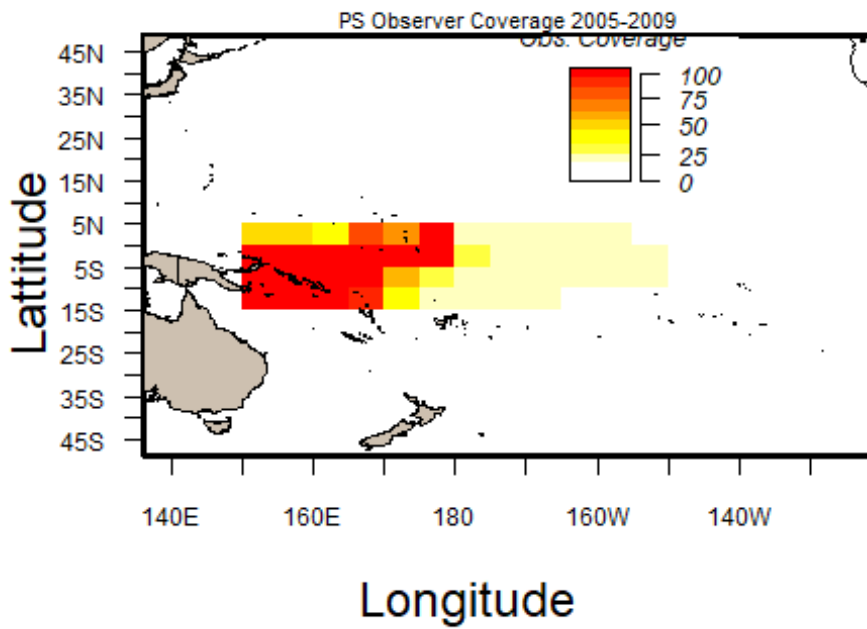 PS Observer Coverage 2005-2009
Obs. Coverage
100
75
50
25
0
45N
35N
25N
15N
5N
5S
15S
25S
35S
45S
Lattitude
140E 160E 180 160W 140W
Longitude